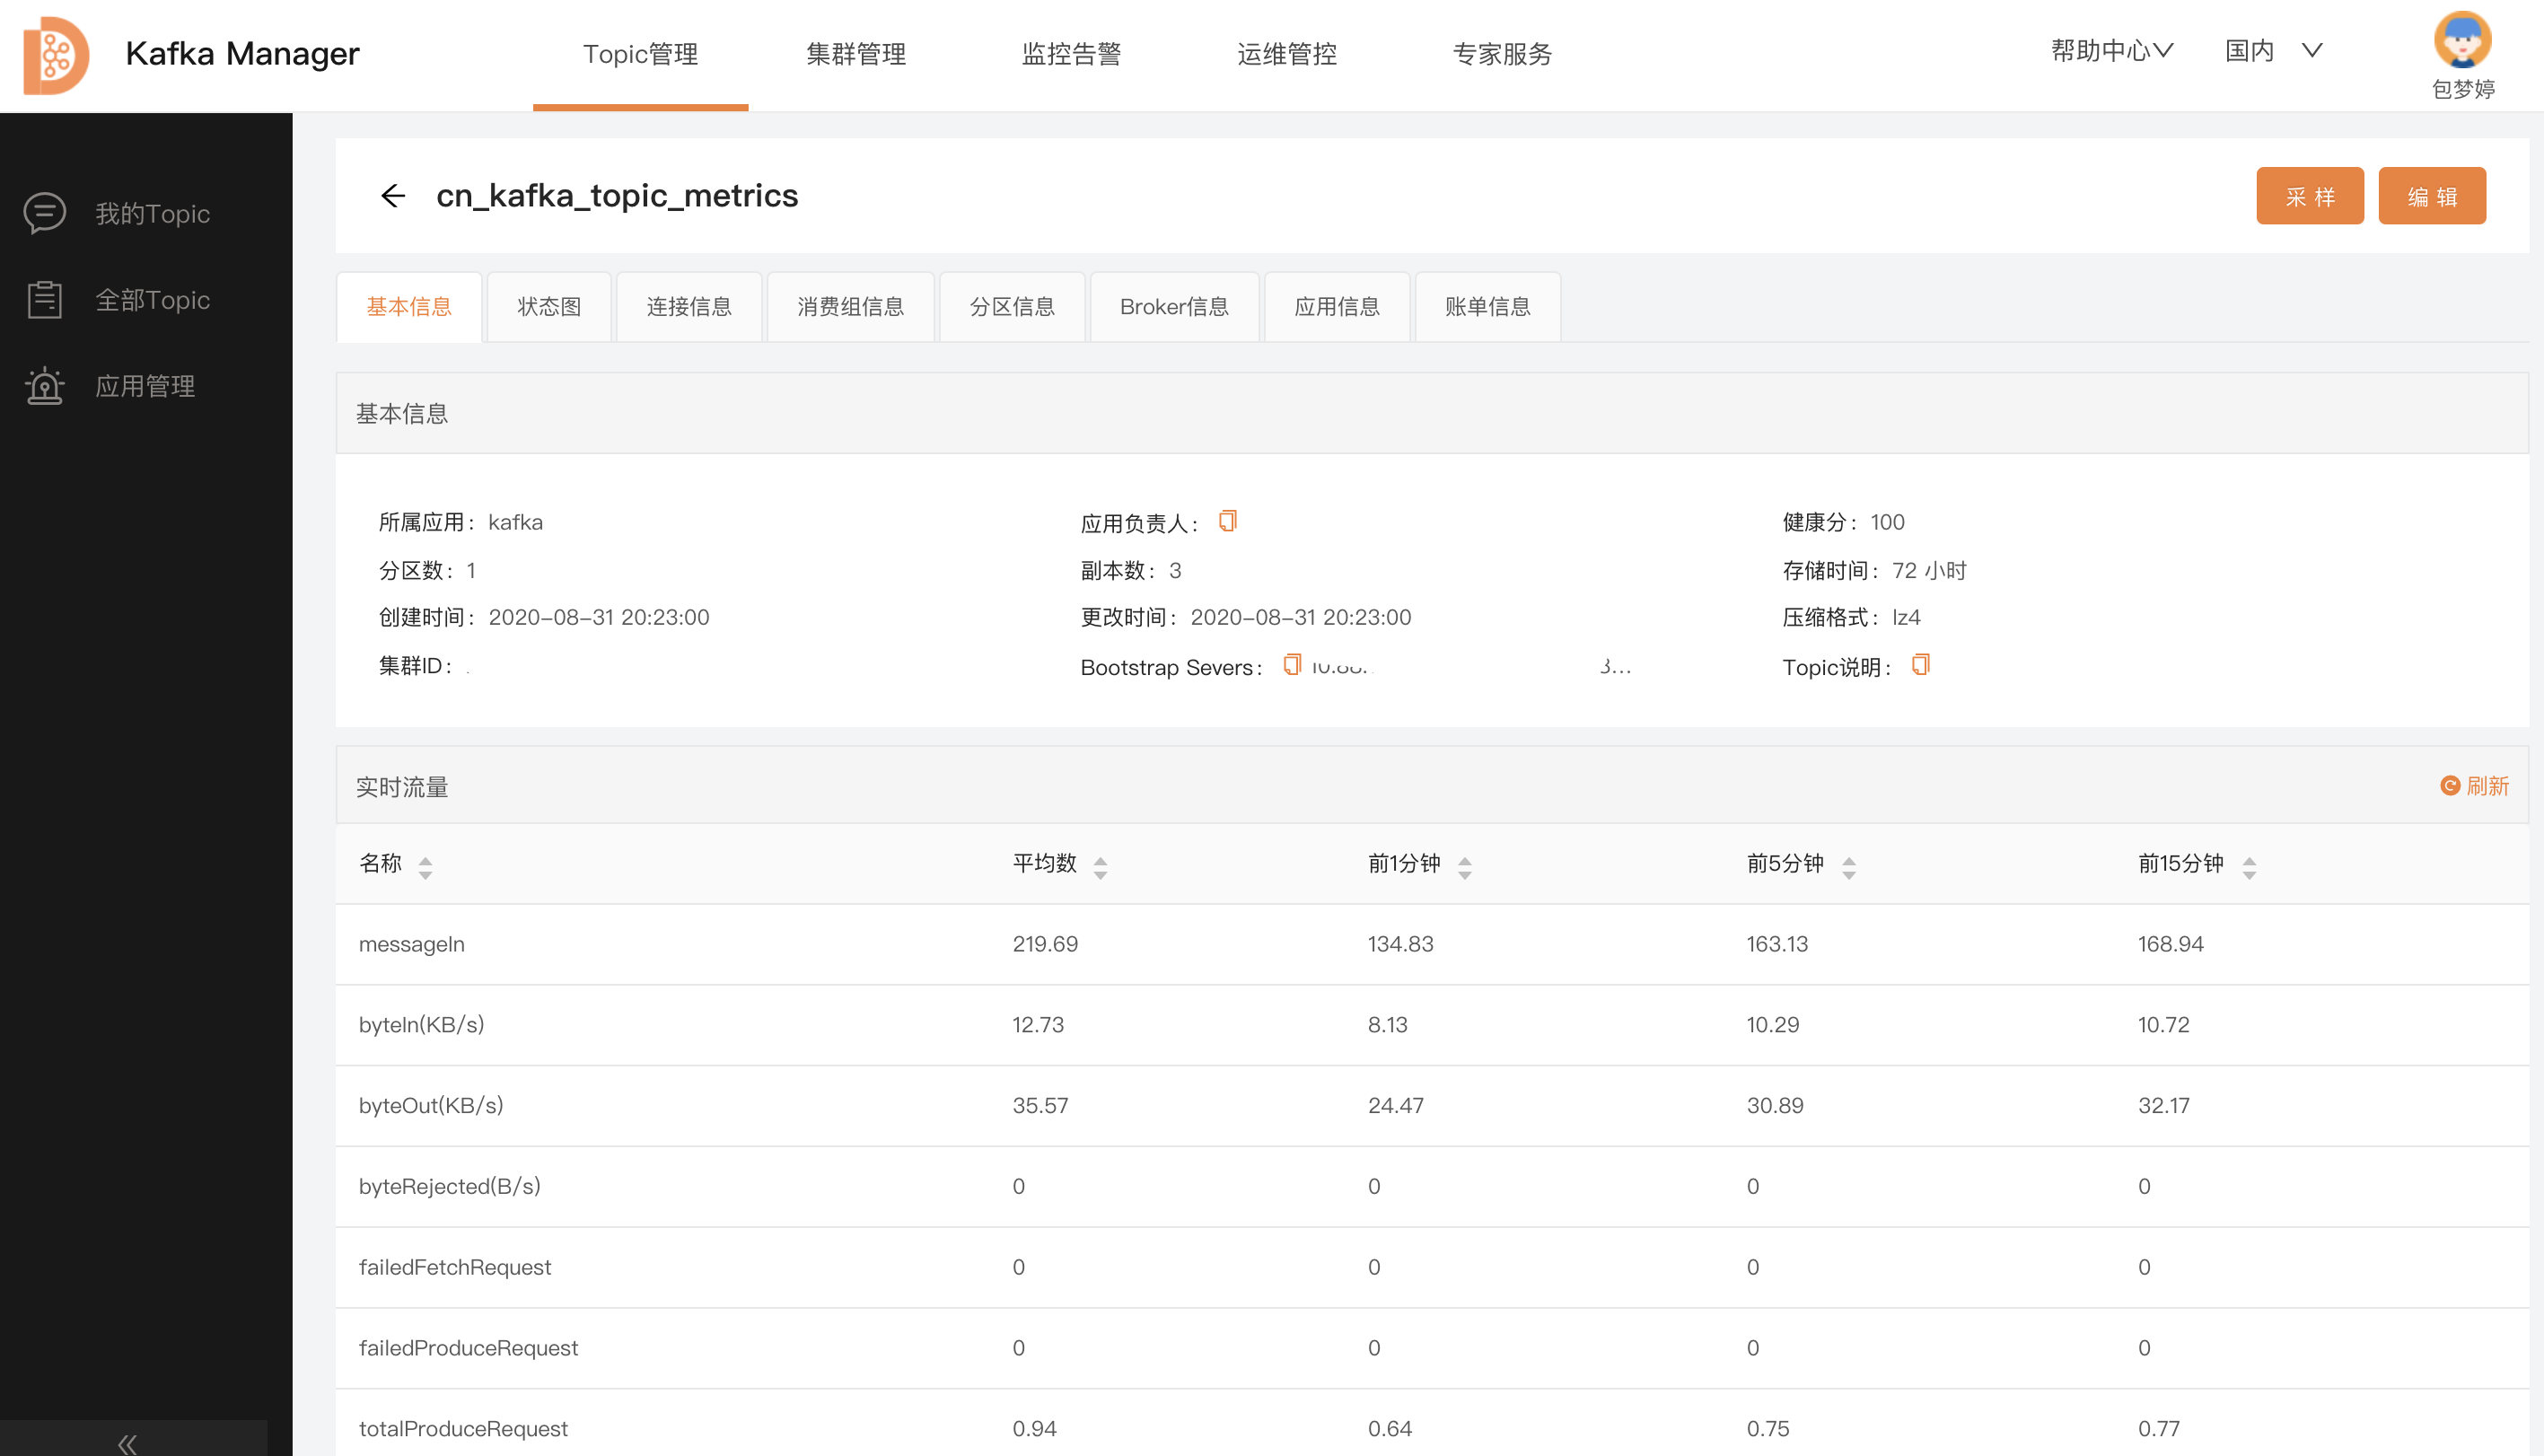 Kafka Manager
Topic管理 集群管理 监控告警 运维管控 专家服务
帮助中心 国内
包梦婷
我的Topic
全部Topic
应用管理
cn_kafka_topic_metrics
采 样 编 辑
基本信息 状态图 连接信息 消费组信息 分区信息 Broker信息 应用信息 账单信息
基本信息
所属应用： kafka 应用负责人： 健康分： 100
分区数： 1 副本数： 3 存储时间： 72 小时
创建时间： 2020-08-31 20:23:00 更改时间： 2020-08-31 20:23:00 压缩格式： lz4
集群ID： Bootstrap Severs： Topic说明：
实时流量 刷新
名称 平均数 前1分钟 前5分钟 前15分钟
messageIn 219.69 134.83 163.13 168.94
byteIn(KB/s) 12.73 8.13 10.29 10.72
byteOut(KB/s) 35.57 24.47 30.89 32.17
byteRejected(B/s) 0 0 0 0
failedFetchRequest 0 0 0 0
failedProduceRequest 0 0 0 0
totalProduceRequest 0.94 0.64 0.75 0.77